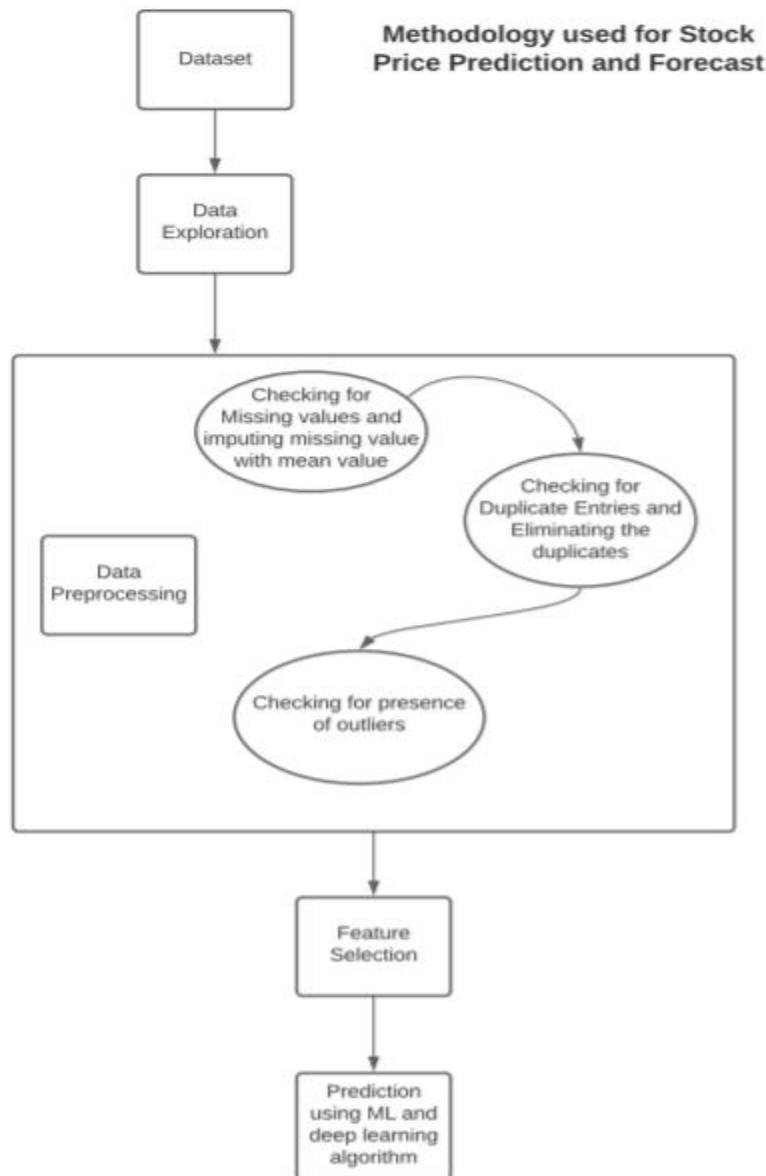 Methodology used for Stock
Price Prediction and Forecast
Dataset
Data
Exploration
Checking for
Missing values and
imputing missing value
with mean value
Checking for
Duplicate Entries and
Eliminating the
duplicates
Data
Preprocessing
Checking for presence
of outliers
Feature
Selection
Prediction
using ML and
deep learning
algorithm